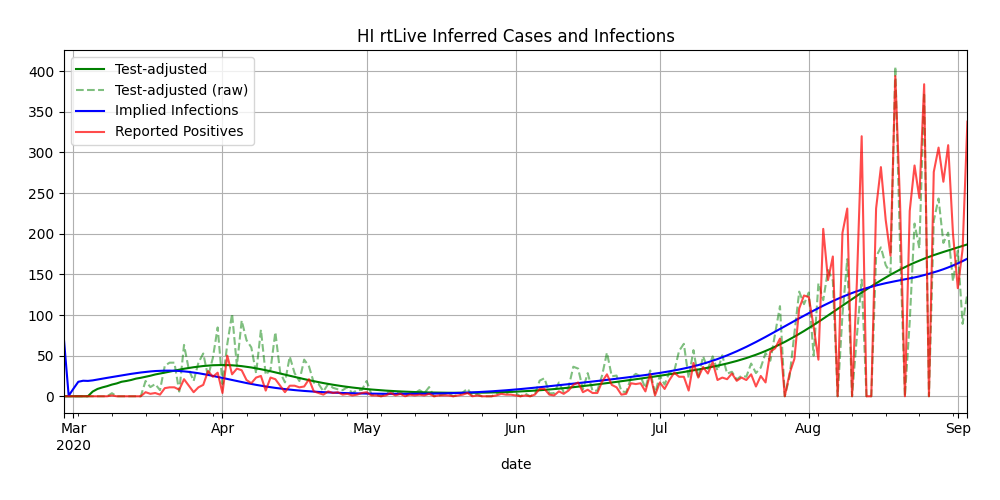 HI rtLive Inferred Cases and Infections
Test-adjusted
Test-adjusted (raw)
Implied Infections
Reported Positives
400
350
300
250
200
150
100
50
0
Mar Apr May Jun Jul Aug Sep
2020
date